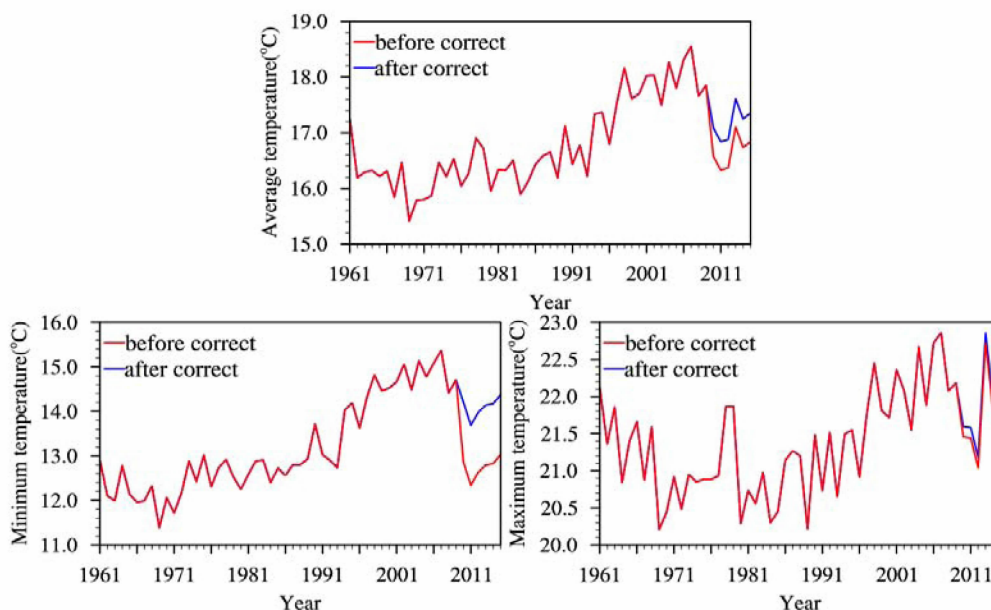 19.0
18.0
17.0
16.0
15.0
Average temperature(°C)
before correct
after correct
1961 1971 1981 1991 2001 2011
Year
16.0
15.0
14.0
13.0
12.0
11.0
Minimum temperature(°C)
before correct
after correct
1961 1971 1981 1991 2001 2011
Year
23.0
22.5
22.0
21.5
21.0
20.5
20.0
Maximum temperature(°C)
before correct
after correct
1961 1971 1981 1991 2001 2011
Year